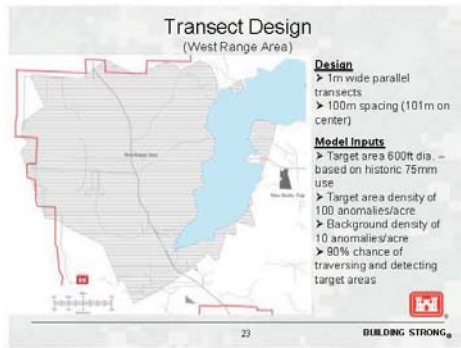 Transect Design
(West Range Area)
Design
➤ 1m wide parallel
transects
➤ 100m spacing (101m on
center)
Model Inputs
➤ Target area 600ft dia. –
based on historic 75mm
use
➤ Target area density of
100 anomalies/acre
➤ Background density of
10 anomalies/acre
➤ 90% chance of
traversing and detecting
target areas
23
BUILDING STRONG®